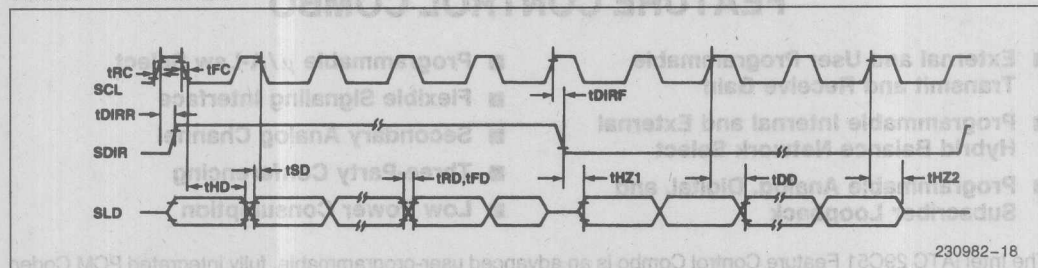 FEATURE CONTROL COMBO
External and User Programmable
Transmit and Receive Gain
Programmable Internal and External
Hybrid Balance Network Select
Programmable Analog, Digital, and
Subscriber Loopback
Programmable μ/A-Law Select
Flexible Signaling Interface
Secondary Analog Channel
Three-Party Conferencing
Low Power Consumption
tRC
tFC
SCL
tDIRF
tDIRR
SDIR
tSD
tRD,tFD
tHD
tHZ1
tDD
tHZ2
SLD
230982-18
The Intel iATC 29C51 Feature Control Combo is an advanced user-programmable, fully integrated PCM Codec